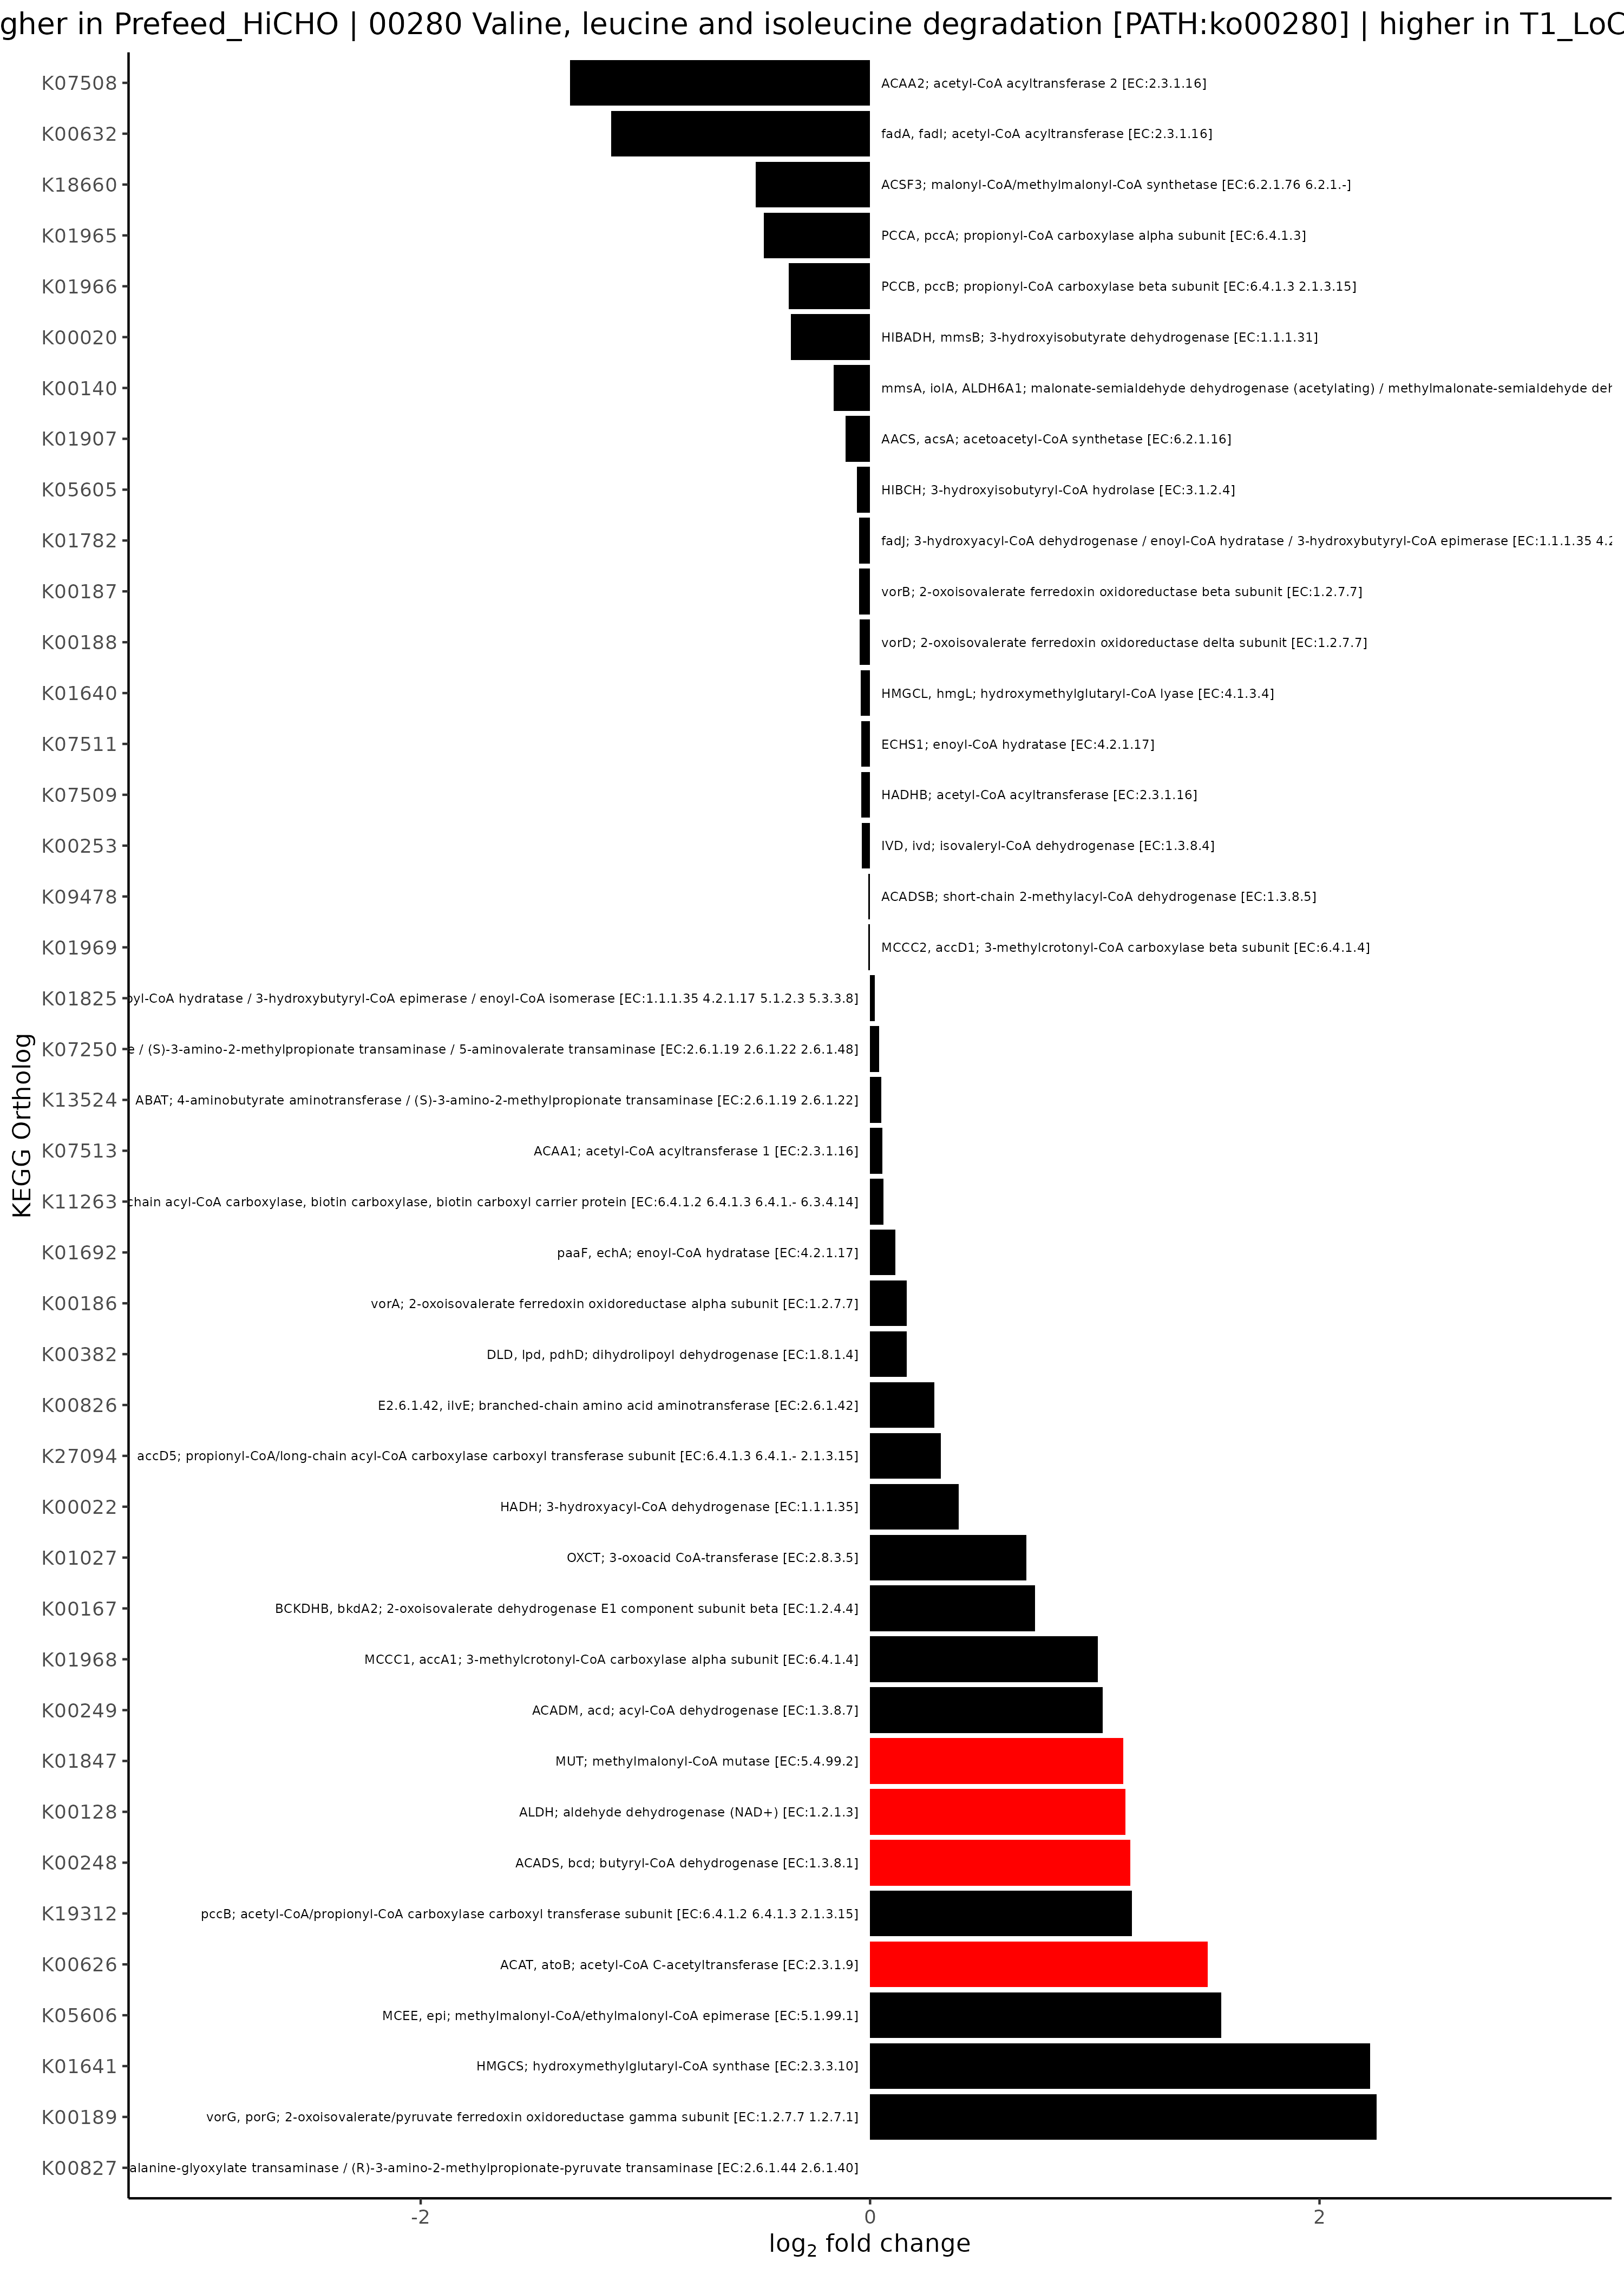 gher in Prefeed_HiCHO | 00280 Valine, leucine and isoleucine degradation [PATH:ko00280] | higher in T1_LoC
K07508 ACAA2; acetyl-CoA acyltransferase 2 [EC:2.3.1.16]
K00632 fadA, fadI; acetyl-CoA acyltransferase [EC:2.3.1.16]
K18660 ACSF3; malonyl-CoA/methylmalonyl-CoA synthetase [EC:6.2.1.76 6.2.1.-]
K01965 PCCA, pccA; propionyl-CoA carboxylase alpha subunit [EC:6.4.1.3]
K01966 PCCB, pccB; propionyl-CoA carboxylase beta subunit [EC:6.4.1.3 2.1.3.15]
K00020 HIBADH, mmsB; 3-hydroxyisobutyrate dehydrogenase [EC:1.1.1.31]
K00140 mmsA, iolA, ALDH6A1; malonate-semialdehyde dehydrogenase (acetylating) / methylmalonate-semialdehyde deh
K01907 AACS, acsA; acetoacetyl-CoA synthetase [EC:6.2.1.16]
K05605 HIBCH; 3-hydroxyisobutyryl-CoA hydrolase [EC:3.1.2.4]
K01782 fadJ; 3-hydroxyacyl-CoA dehydrogenase / enoyl-CoA hydratase / 3-hydroxybutyryl-CoA epimerase [EC:1.1.1.35 4.2
K00187 vorB; 2-oxoisovalerate ferredoxin oxidoreductase beta subunit [EC:1.2.7.7]
K00188 vorD; 2-oxoisovalerate ferredoxin oxidoreductase delta subunit [EC:1.2.7.7]
K01640 HMGCL, hmgL; hydroxymethylglutaryl-CoA lyase [EC:4.1.3.4]
K07511 ECHS1; enoyl-CoA hydratase [EC:4.2.1.17]
K07509 HADHB; acetyl-CoA acyltransferase [EC:2.3.1.16]
K00253 IVD, ivd; isovaleryl-CoA dehydrogenase [EC:1.3.8.4]
K09478 ACADSB; short-chain 2-methylacyl-CoA dehydrogenase [EC:1.3.8.5]
K01969 MCCC2, accD1; 3-methylcrotonyl-CoA carboxylase beta subunit [EC:6.4.1.4]
K01825 yl-CoA hydratase / 3-hydroxybutyryl-CoA epimerase / enoyl-CoA isomerase [EC:1.1.1.35 4.2.1.17 5.1.2.3 5.3.3.8]
K07250 e / (S)-3-amino-2-methylpropionate transaminase / 5-aminovalerate transaminase [EC:2.6.1.19 2.6.1.22 2.6.1.48]
K13524 ABAT; 4-aminobutyrate aminotransferase / (S)-3-amino-2-methylpropionate transaminase [EC:2.6.1.19 2.6.1.22]
K07513 ACAA1; acetyl-CoA acyltransferase 1 [EC:2.3.1.16]
K11263 chain acyl-CoA carboxylase, biotin carboxylase, biotin carboxyl carrier protein [EC:6.4.1.2 6.4.1.3 6.4.1.- 6.3.4.14]
K01692 paaF, echA; enoyl-CoA hydratase [EC:4.2.1.17]
K00186 vorA; 2-oxoisovalerate ferredoxin oxidoreductase alpha subunit [EC:1.2.7.7]
K00382 DLD, lpd, pdhD; dihydrolipoyl dehydrogenase [EC:1.8.1.4]
K00826 E2.6.1.42, ilvE; branched-chain amino acid aminotransferase [EC:2.6.1.42]
K27094 accD5; propionyl-CoA/long-chain acyl-CoA carboxylase carboxyl transferase subunit [EC:6.4.1.3 6.4.1.- 2.1.3.15]
K00022 HADH; 3-hydroxyacyl-CoA dehydrogenase [EC:1.1.1.35]
K01027 OXCT; 3-oxoacid CoA-transferase [EC:2.8.3.5]
K00167 BCKDHB, bkdA2; 2-oxoisovalerate dehydrogenase E1 component subunit beta [EC:1.2.4.4]
K01968 MCCC1, accA1; 3-methylcrotonyl-CoA carboxylase alpha subunit [EC:6.4.1.4]
K00249 ACADM, acd; acyl-CoA dehydrogenase [EC:1.3.8.7]
K01847 MUT; methylmalonyl-CoA mutase [EC:5.4.99.2]
K00128 ALDH; aldehyde dehydrogenase (NAD+) [EC:1.2.1.3]
K00248 ACADS, bcd; butyryl-CoA dehydrogenase [EC:1.3.8.1]
K19312 pccB; acetyl-CoA/propionyl-CoA carboxylase carboxyl transferase subunit [EC:6.4.1.2 6.4.1.3 2.1.3.15]
K00626 ACAT, atoB; acetyl-CoA C-acetyltransferase [EC:2.3.1.9]
K05606 MCEE, epi; methylmalonyl-CoA/ethylmalonyl-CoA epimerase [EC:5.1.99.1]
K01641 HMGCS; hydroxymethylglutaryl-CoA synthase [EC:2.3.3.10]
K00189 vorG, porG; 2-oxoisovalerate/pyruvate ferredoxin oxidoreductase gamma subunit [EC:1.2.7.7 1.2.7.1]
K00827 alanine-glyoxylate transaminase / (R)-3-amino-2-methylpropionate-pyruvate transaminase [EC:2.6.1.44 2.6.1.40]
KEGG Ortholog
-2 0 2
log2 fold change